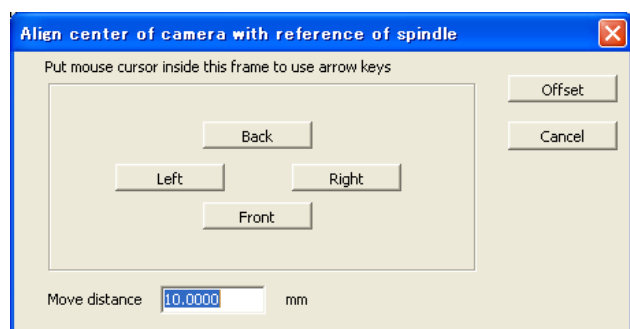 Align center of camera with reference of spindle
Put mouse cursor inside this frame to use arrow keys
Offset
Back
Cancel
Left Right
Front
Move distance 10.0000 mm